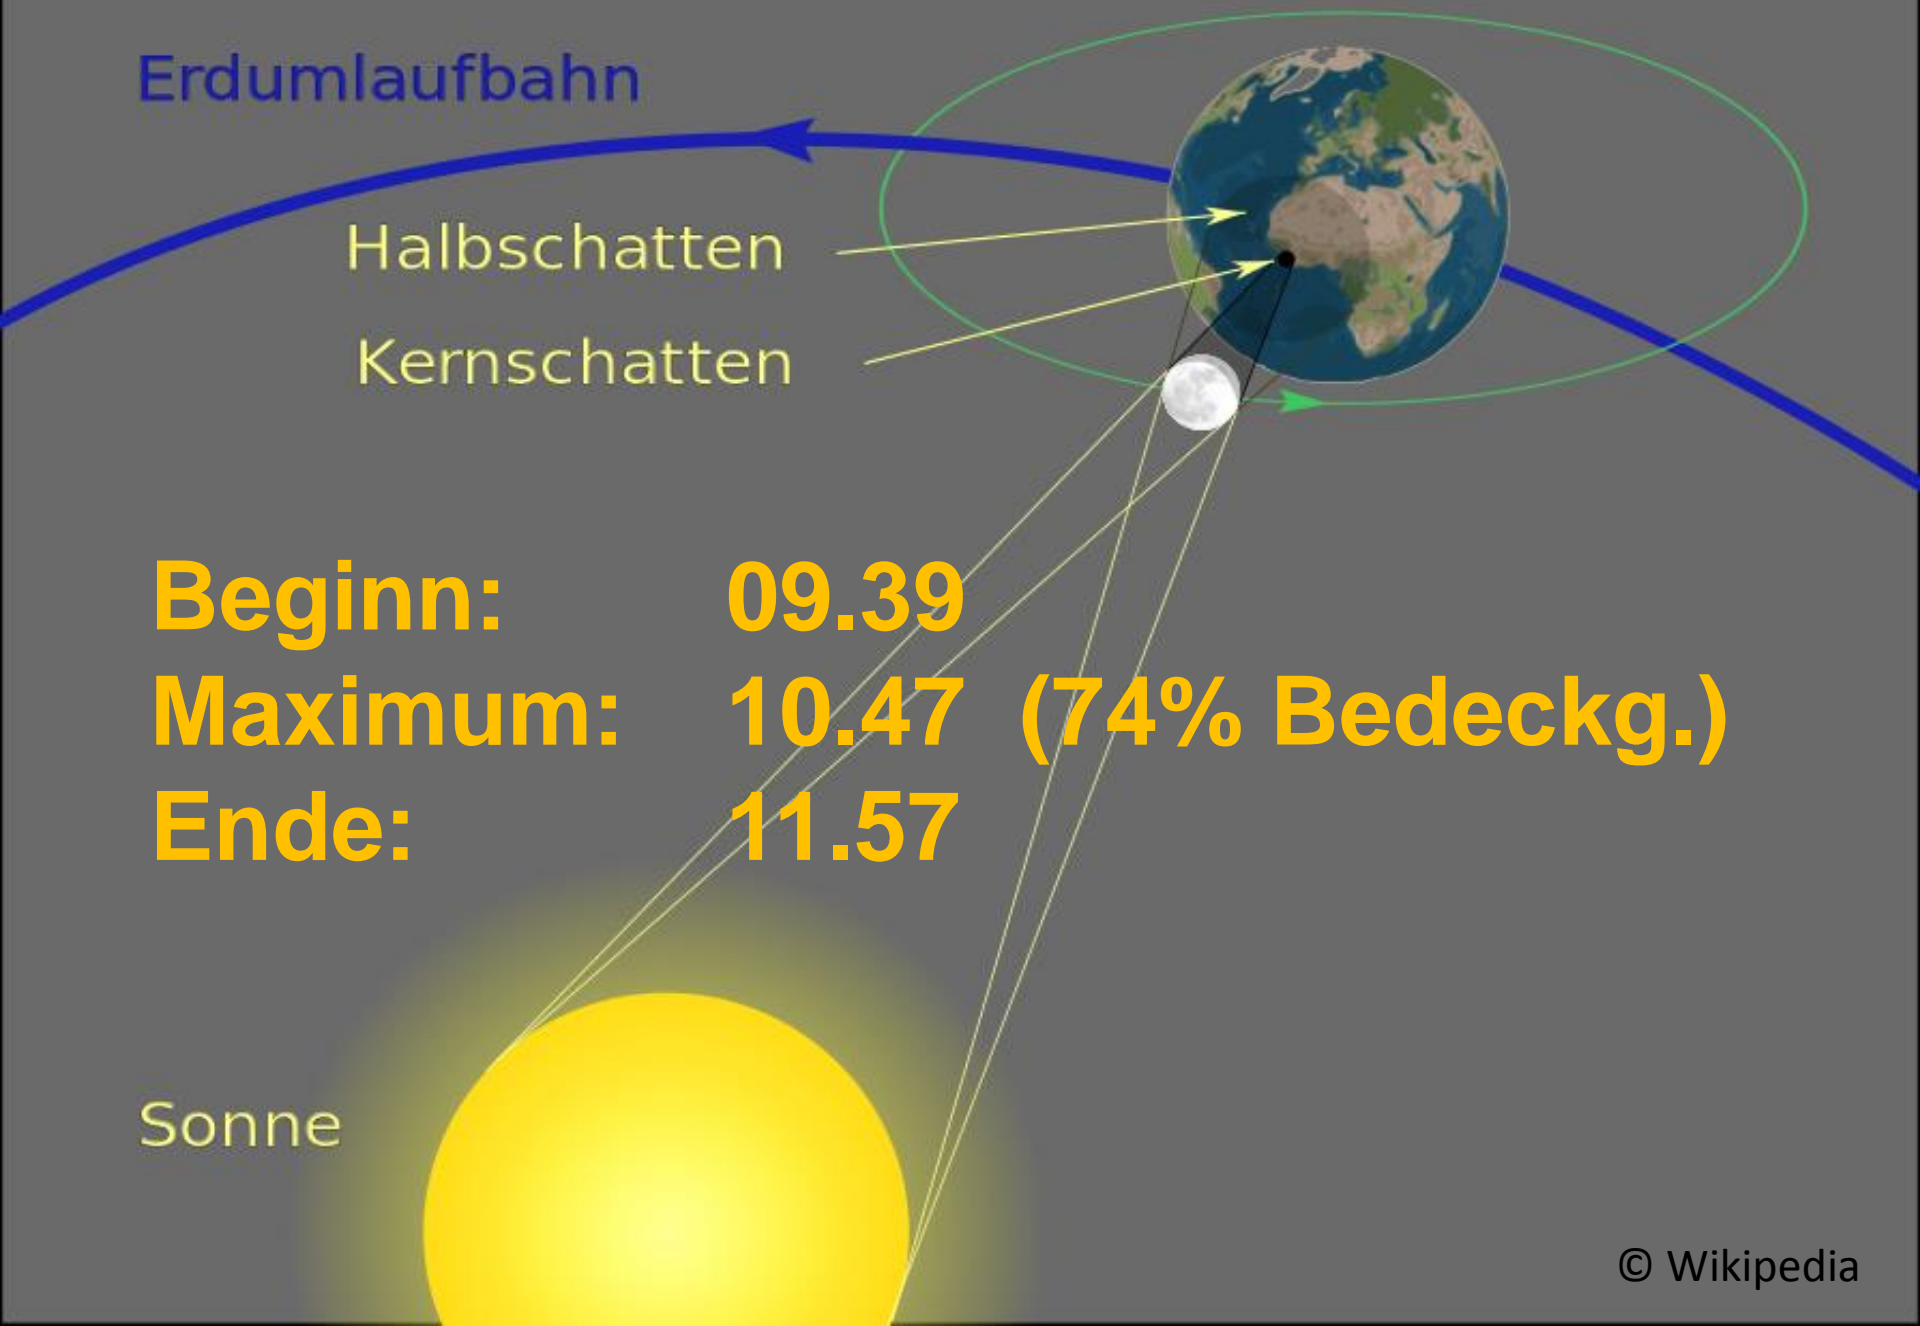 Erdumlaufbahn
Halbschatten
Kernschatten
Beginn: 09.39
Maximum: 10.47 (74% Bedeckg.)
Ende: 11.57
Sonne
© Wikipedia